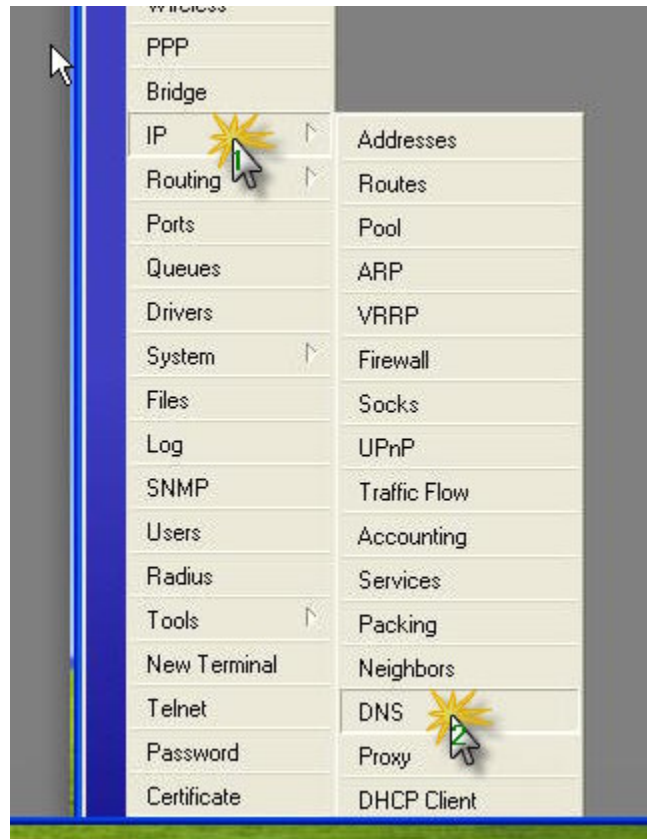 Wireless
PPP
Bridge
IP
1
Routing
Ports
Queues
Drivers
System
Files
Log
SNMP
Users
Radius
Tools
New Terminal
Telnet
Password
Certificate
Addresses
Routes
Pool
ARP
VRRP
Firewall
Socks
UPnP
Traffic Flow
Accounting
Services
Packing
Neighbors
DNS
2
Proxy
DHCP Client